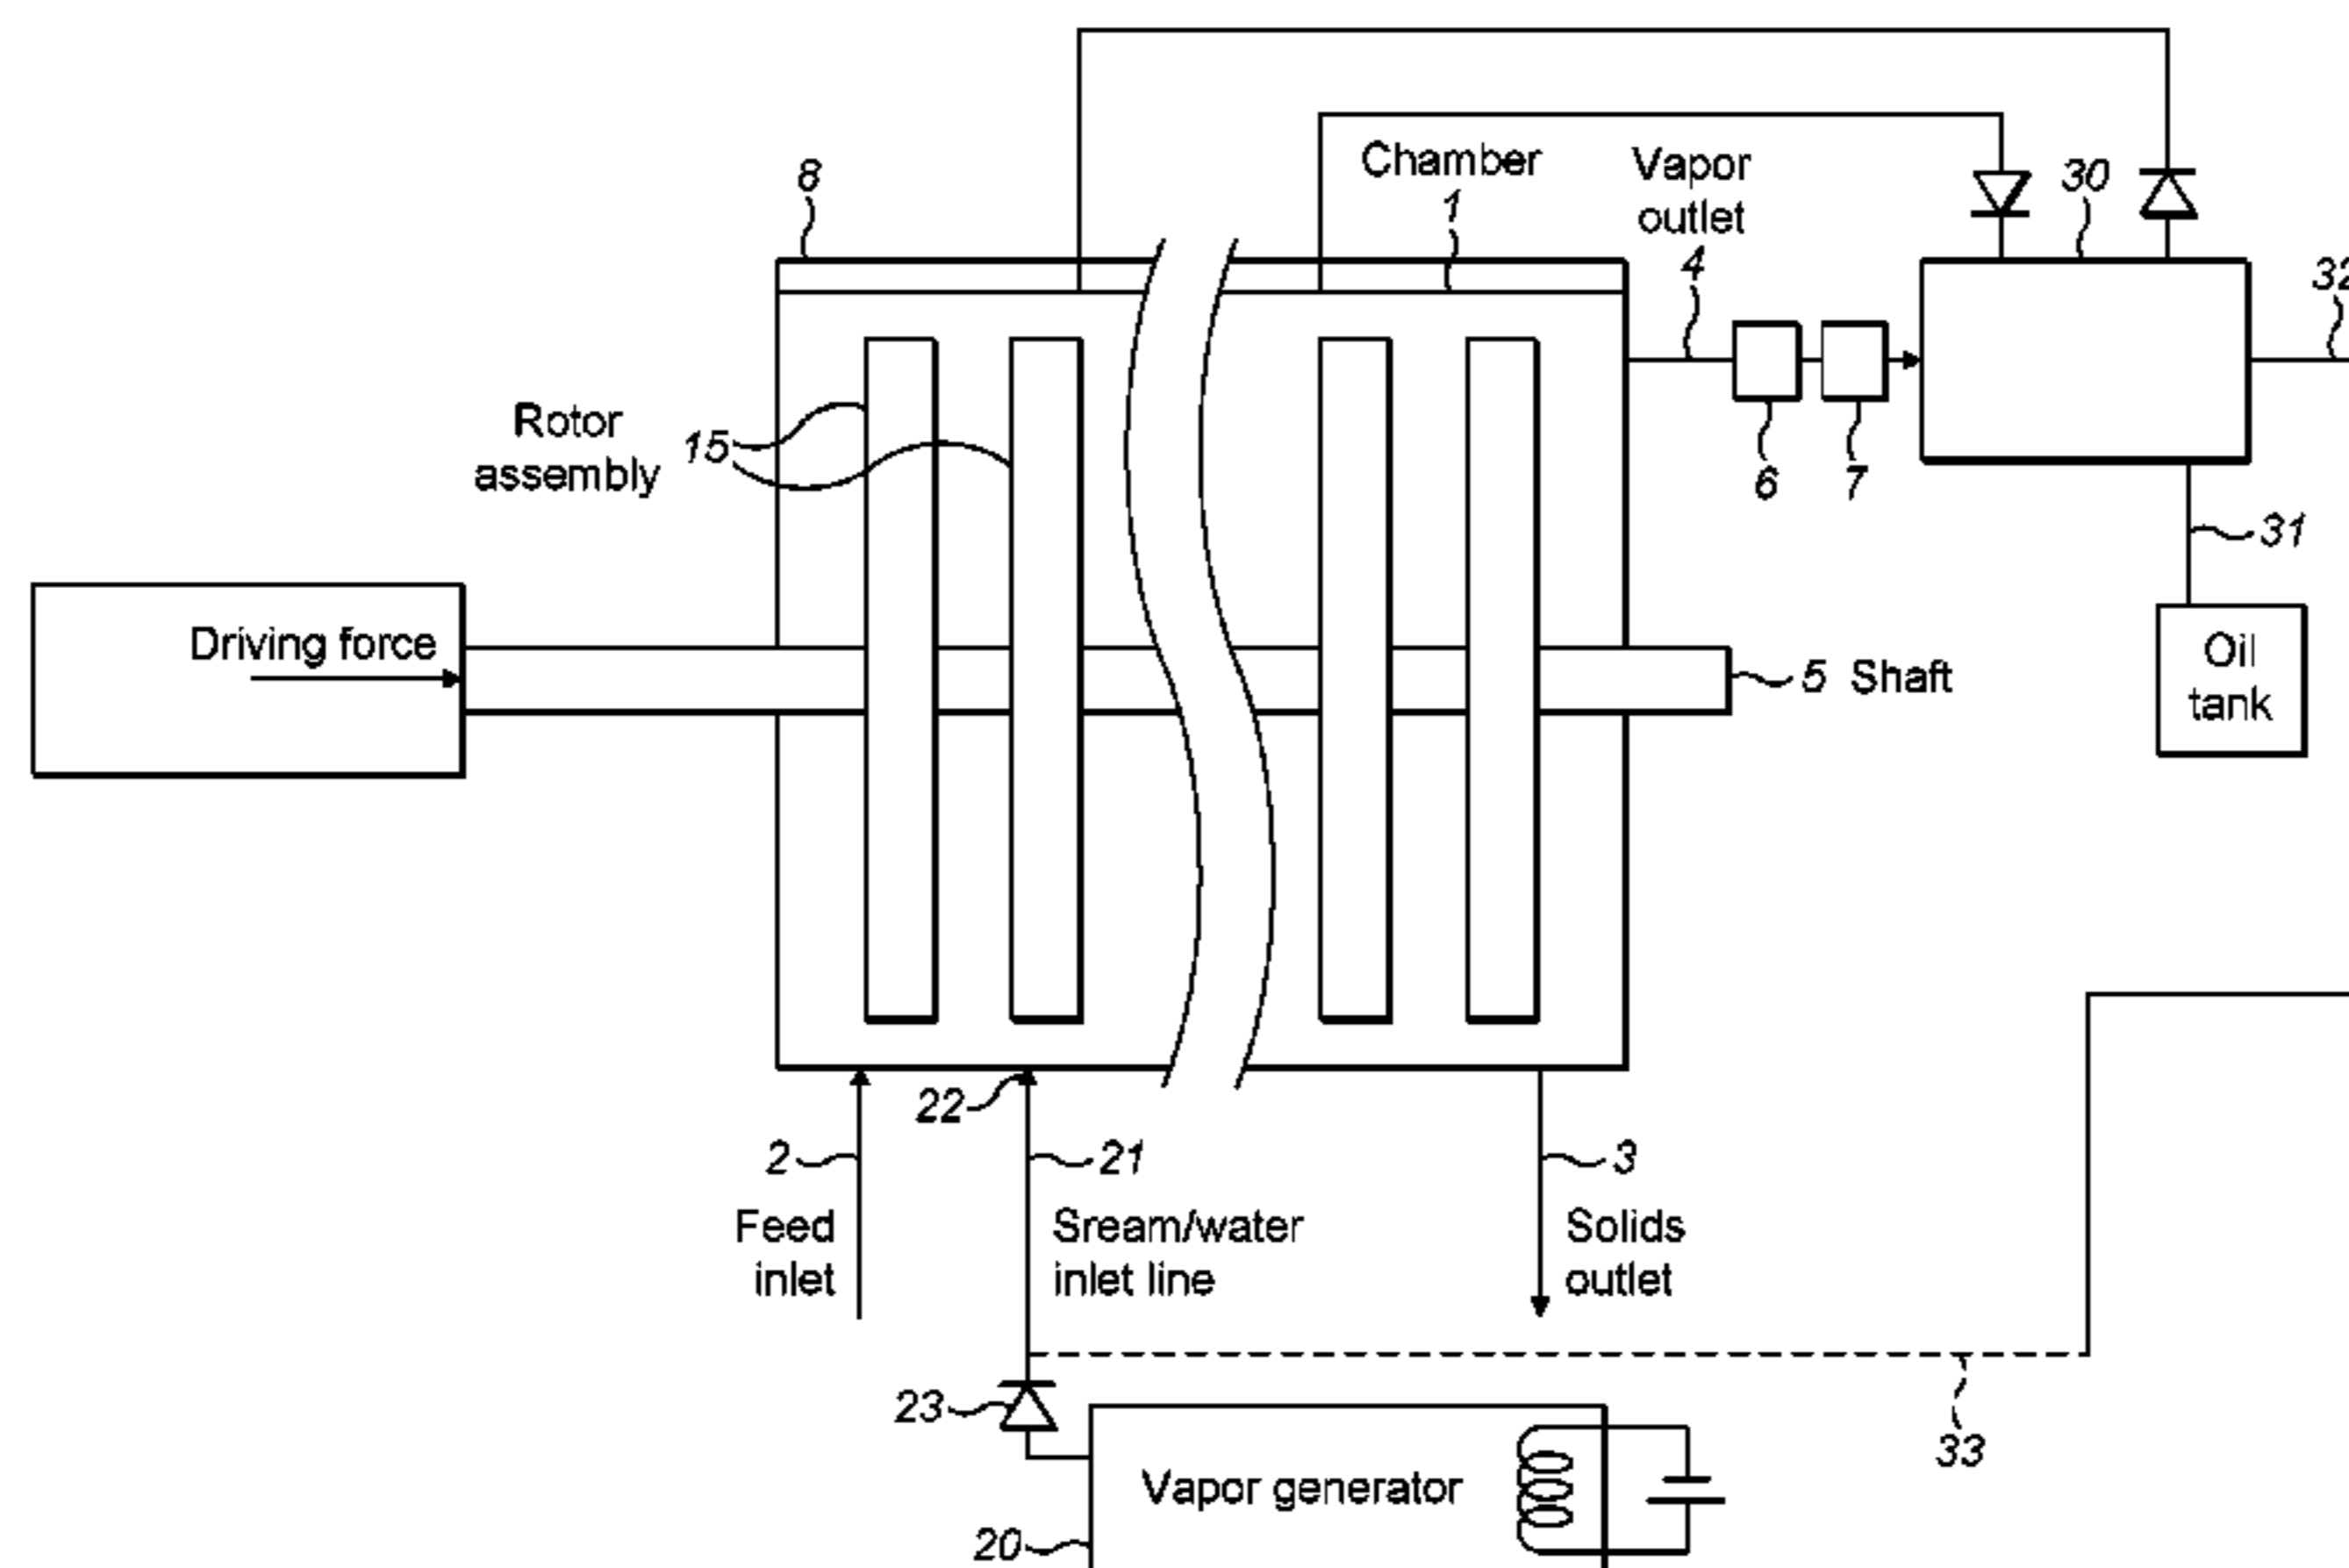 8
Chamber
1
Vapor
outlet
4
30
32
Rotor
assembly
15
6
7
31
Driving force
5 Shaft
Oil
tank
22
2
21
3
Feed
inlet
Sream/water
inlet line
Solids
outlet
23
33
Vapor generator
20